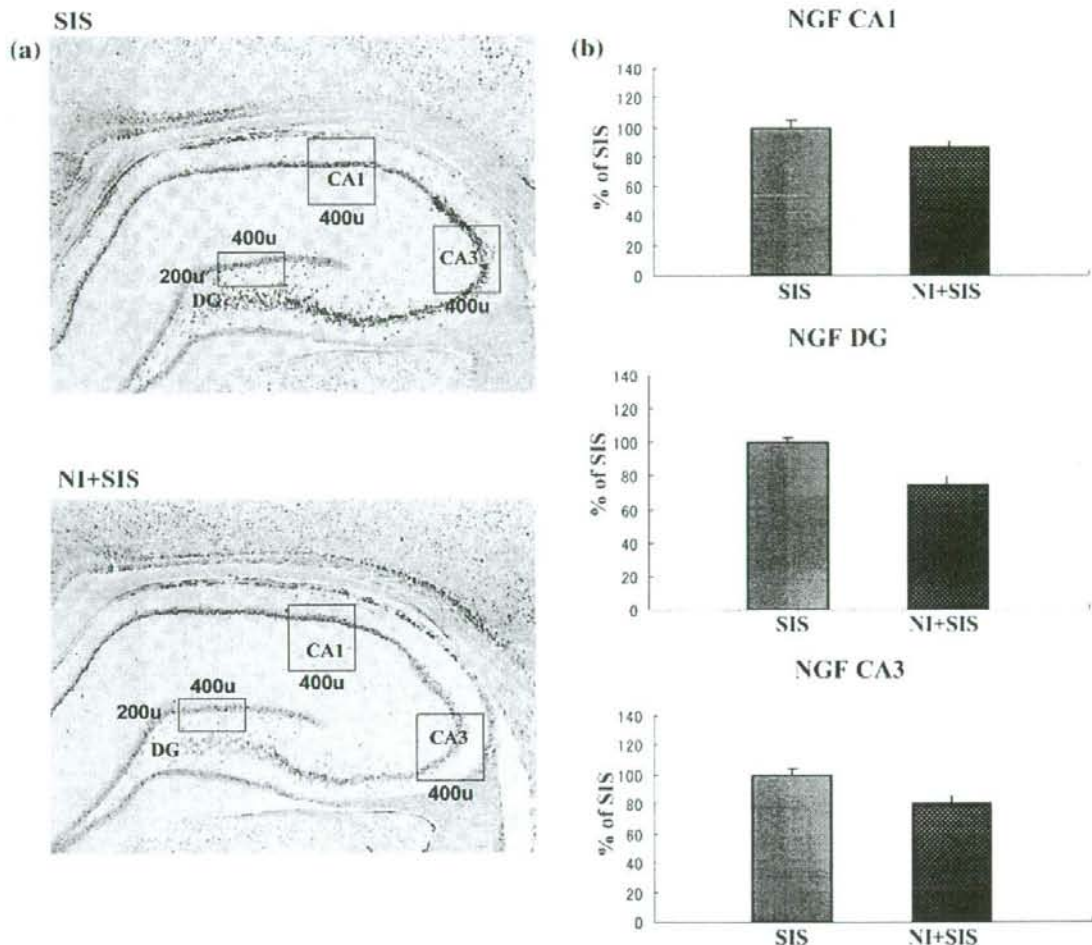 SIS
(a)
CA1
400u
400u
CA3
200u
DG
400u
NI+SIS
CA1
400u
400u
200u
CA3
DG
400u
(b)
NGF CA1
% of SIS
140
120
100
80
60
40
20
0
SIS
NI+SIS
NGF DG
% of SIS
140
120
100
80
60
40
20
0
SIS
NI+SIS
NGF CA3
% of SIS
140
120
100
80
60
40
20
0
SIS
NI+SIS